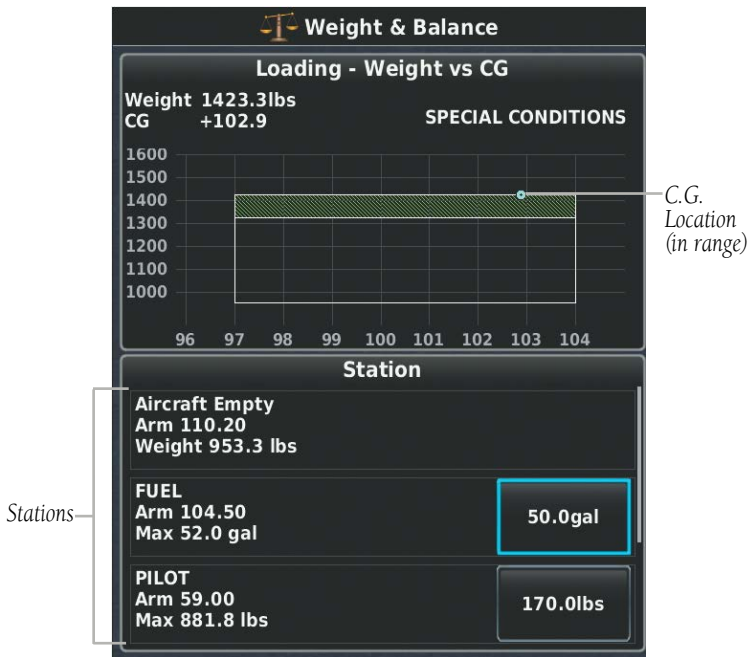 Weight & Balance
Loading - Weight vs CG
Weight 1423.3lbs
CG +102.9
SPECIAL CONDITIONS
1600
1500
1400
1300
1200
1100
1000
96 97 98 99 100 101 102 103 104
C.G.
Location
(in range)
Station
Stations
Aircraft Empty
Arm 110.20
Weight 953.3 lbs
FUEL
Arm 104.50
Max 52.0 gal
50.0gal
PILOT
Arm 59.00
Max 881.8 lbs
170.0lbs